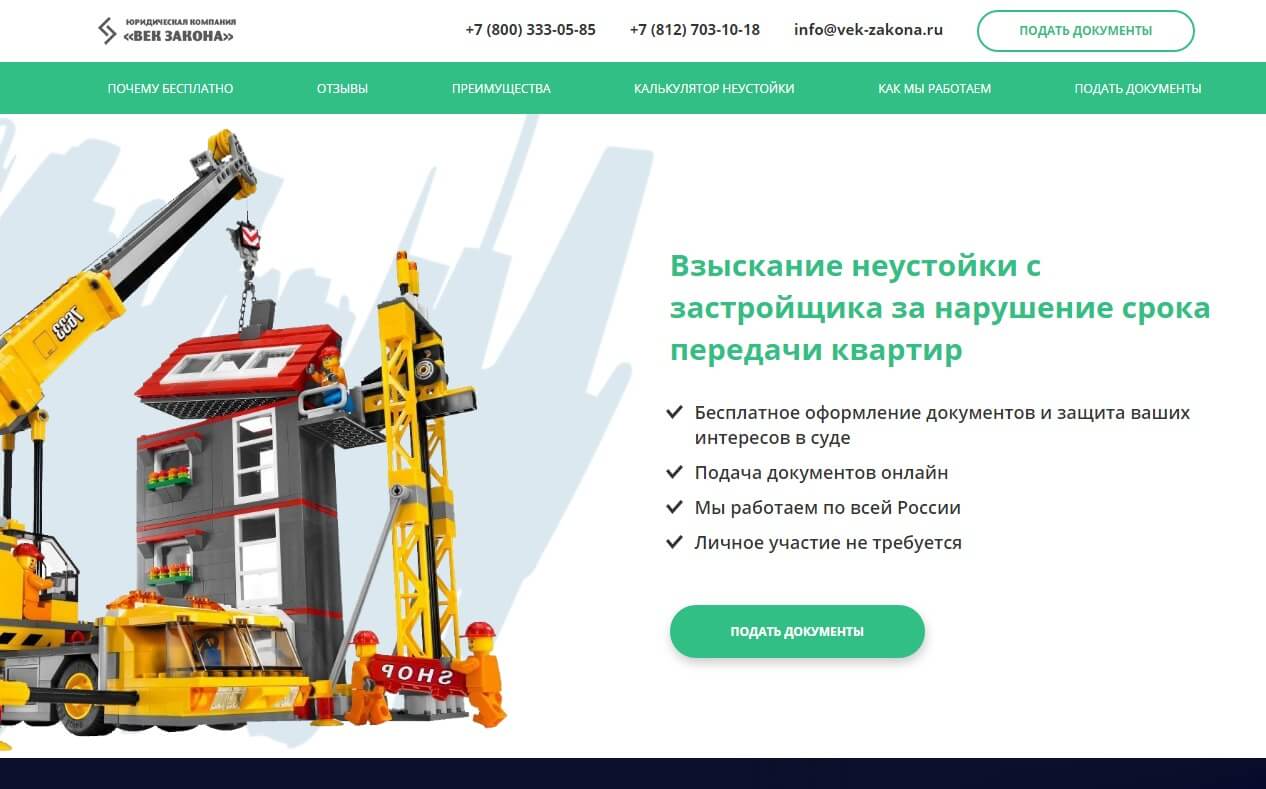 ЮРИДИЧЕСКАЯ КОМПАНИЯ
«ВЕК ЗАКОНА»
+7 (800) 333-05-85
+7 (812) 703-10-18
info@vek-zakona.ru
ПОДАТЬ ДОКУМЕНТЫ
ПОЧЕМУ БЕСПЛАТНО
ОТЗЫВЫ
ПРЕИМУЩЕСТВА
КАЛЬКУЛЯТОР НЕУСТОЙКИ
КАК МЫ РАБОТАЕМ
ПОДАТЬ ДОКУМЕНТЫ
7633
SHOP
Взыскание неустойки с
застройщика за нарушение срока
передачи квартир
Бесплатное оформление документов и защита ваших
интересов в суде
Подача документов онлайн
Мы работаем по всей России
Личное участие не требуется
ПОДАТЬ ДОКУМЕНТЫ